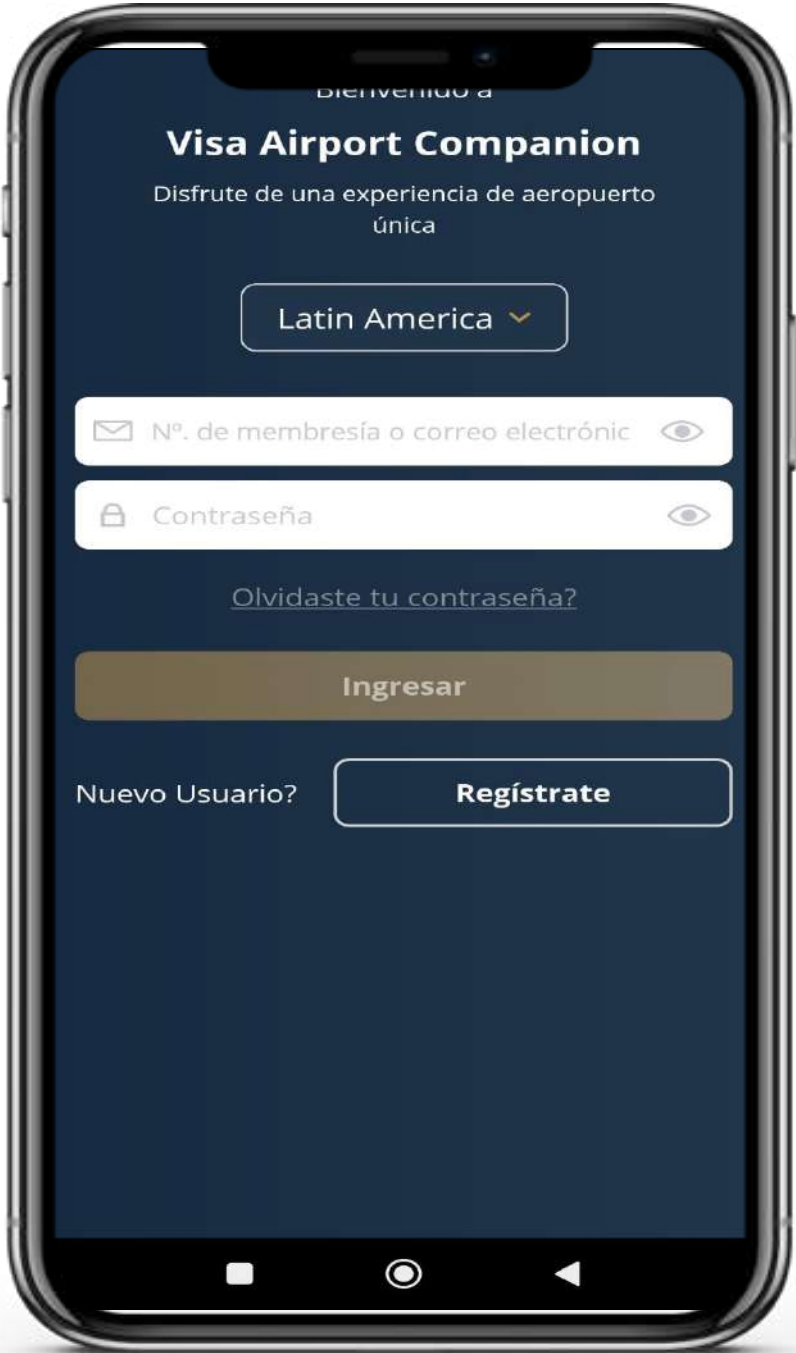 Bienvenido a
Visa Airport Companion
Disfrute de una experiencia de aeropuerto
única
Latin America
Nº. de membresía o correo electrónic
Contraseña
Olvidaste tu contraseña?
Ingresar
Nuevo Usuario?
Regístrate